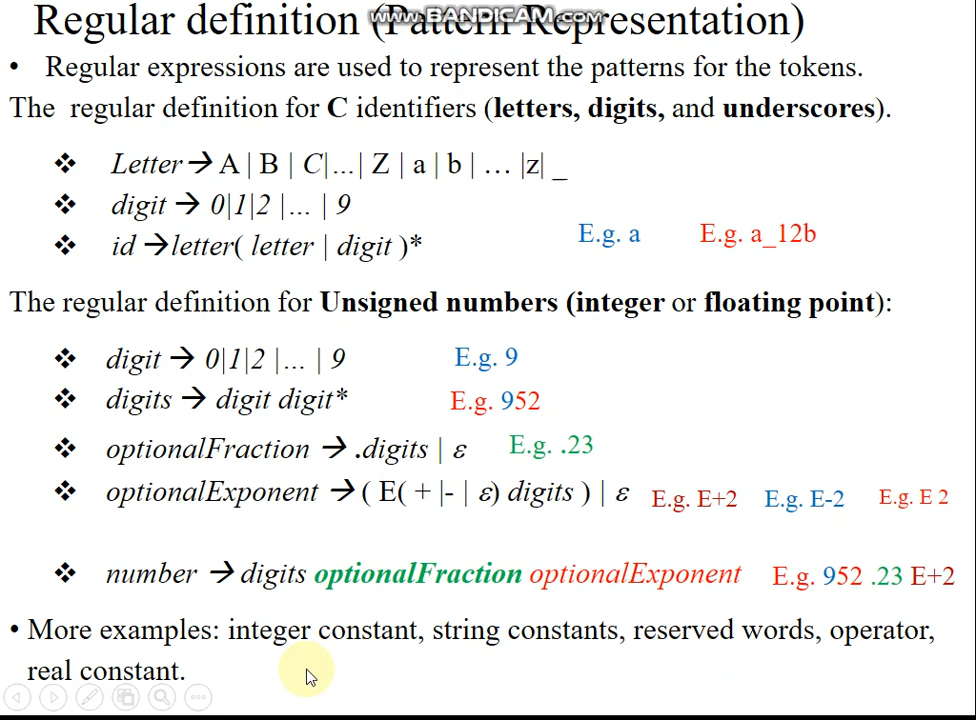 www.BANDICAM.com
Regular definition (Pattern Representation)
• Regular expressions are used to represent the patterns for the tokens.
The regular definition for C identifiers (letters, digits, and underscores).
❖ Letter → A | B | C|…| Z | a | b | … |z| _
❖ digit → 0|1|2 |… | 9
❖ id →letter( letter | digit )* E.g. a E.g. a_12b
The regular definition for Unsigned numbers (integer or floating point):
❖ digit → 0|1|2 |… | 9 E.g. 9
❖ digits → digit digit* E.g. 952
❖ optionalFraction → .digits | ε E.g. .23
❖ optionalExponent → ( E( + |- | ε) digits ) | ε E.g. E+2 E.g. E-2 E.g. E 2
❖ number → digits optionalFraction optionalExponent E.g. 952 .23 E+2
• More examples: integer constant, string constants, reserved words, operator,
real constant.